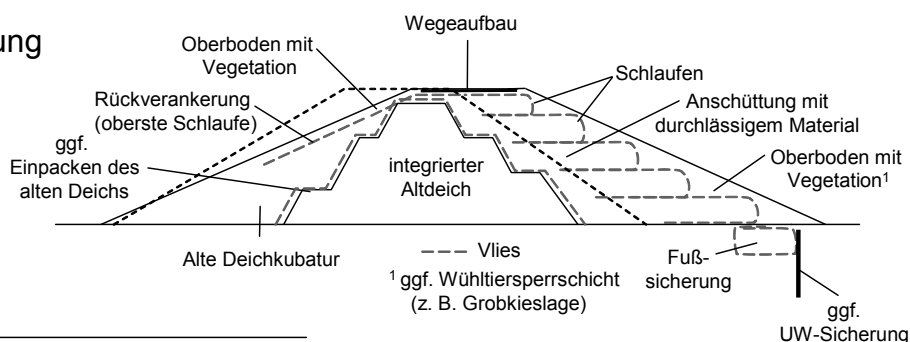 ung
Wegeaufbau
Oberboden mit
Vegetation
Schlaufen
Rückverankerung
(oberste Schlaufe)
Anschüttung mit
durchlässigem Material
ggf.
Einpacken des
alten Deichs
integrierter
Altdeich
Oberboden mit
Vegetation¹
Alte Deichkubatur
Vlies
¹ ggf. Wühltiersperrschicht
(z. B. Grobkieslage)
Fuß-
sicherung
ggf.
UW-Sicherung